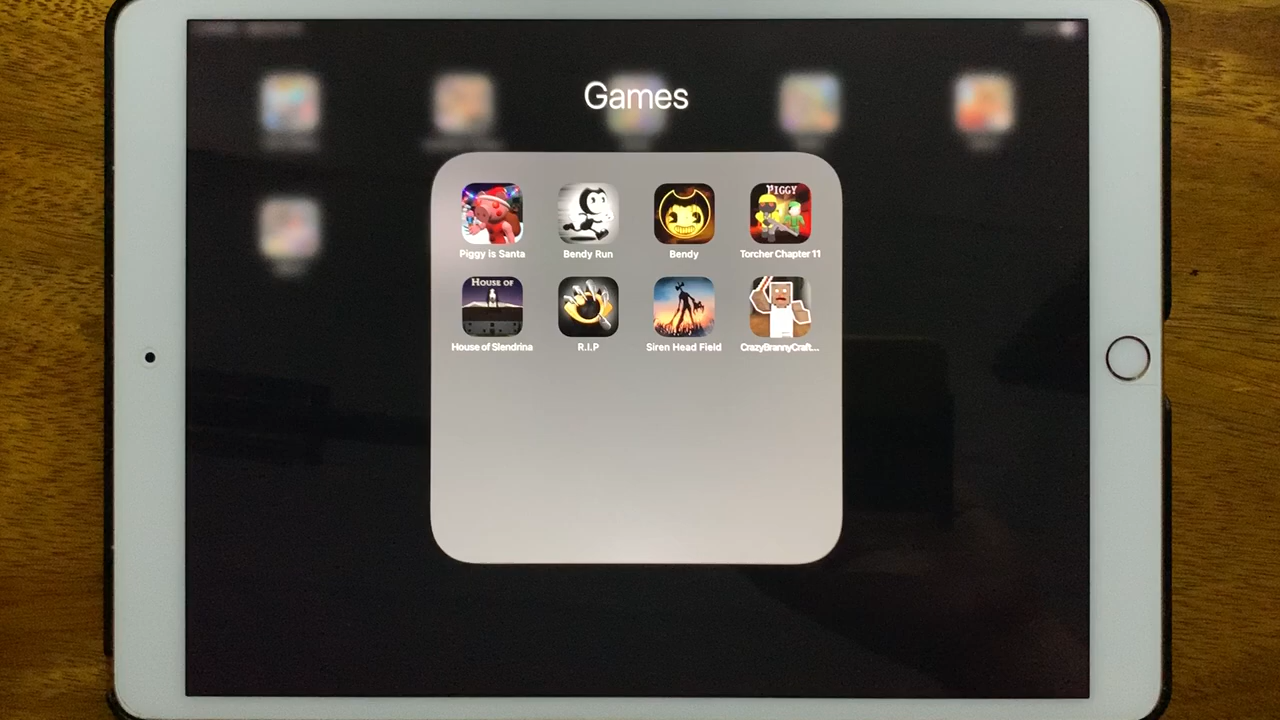 Games
PIGGY
Piggy is Santa
Bendy Run
Bendy
Torcher Chapter 11
HOUSE OF
House of Slendrina
R.I.P
Siren Head Field
CrazyBrannyCraft...